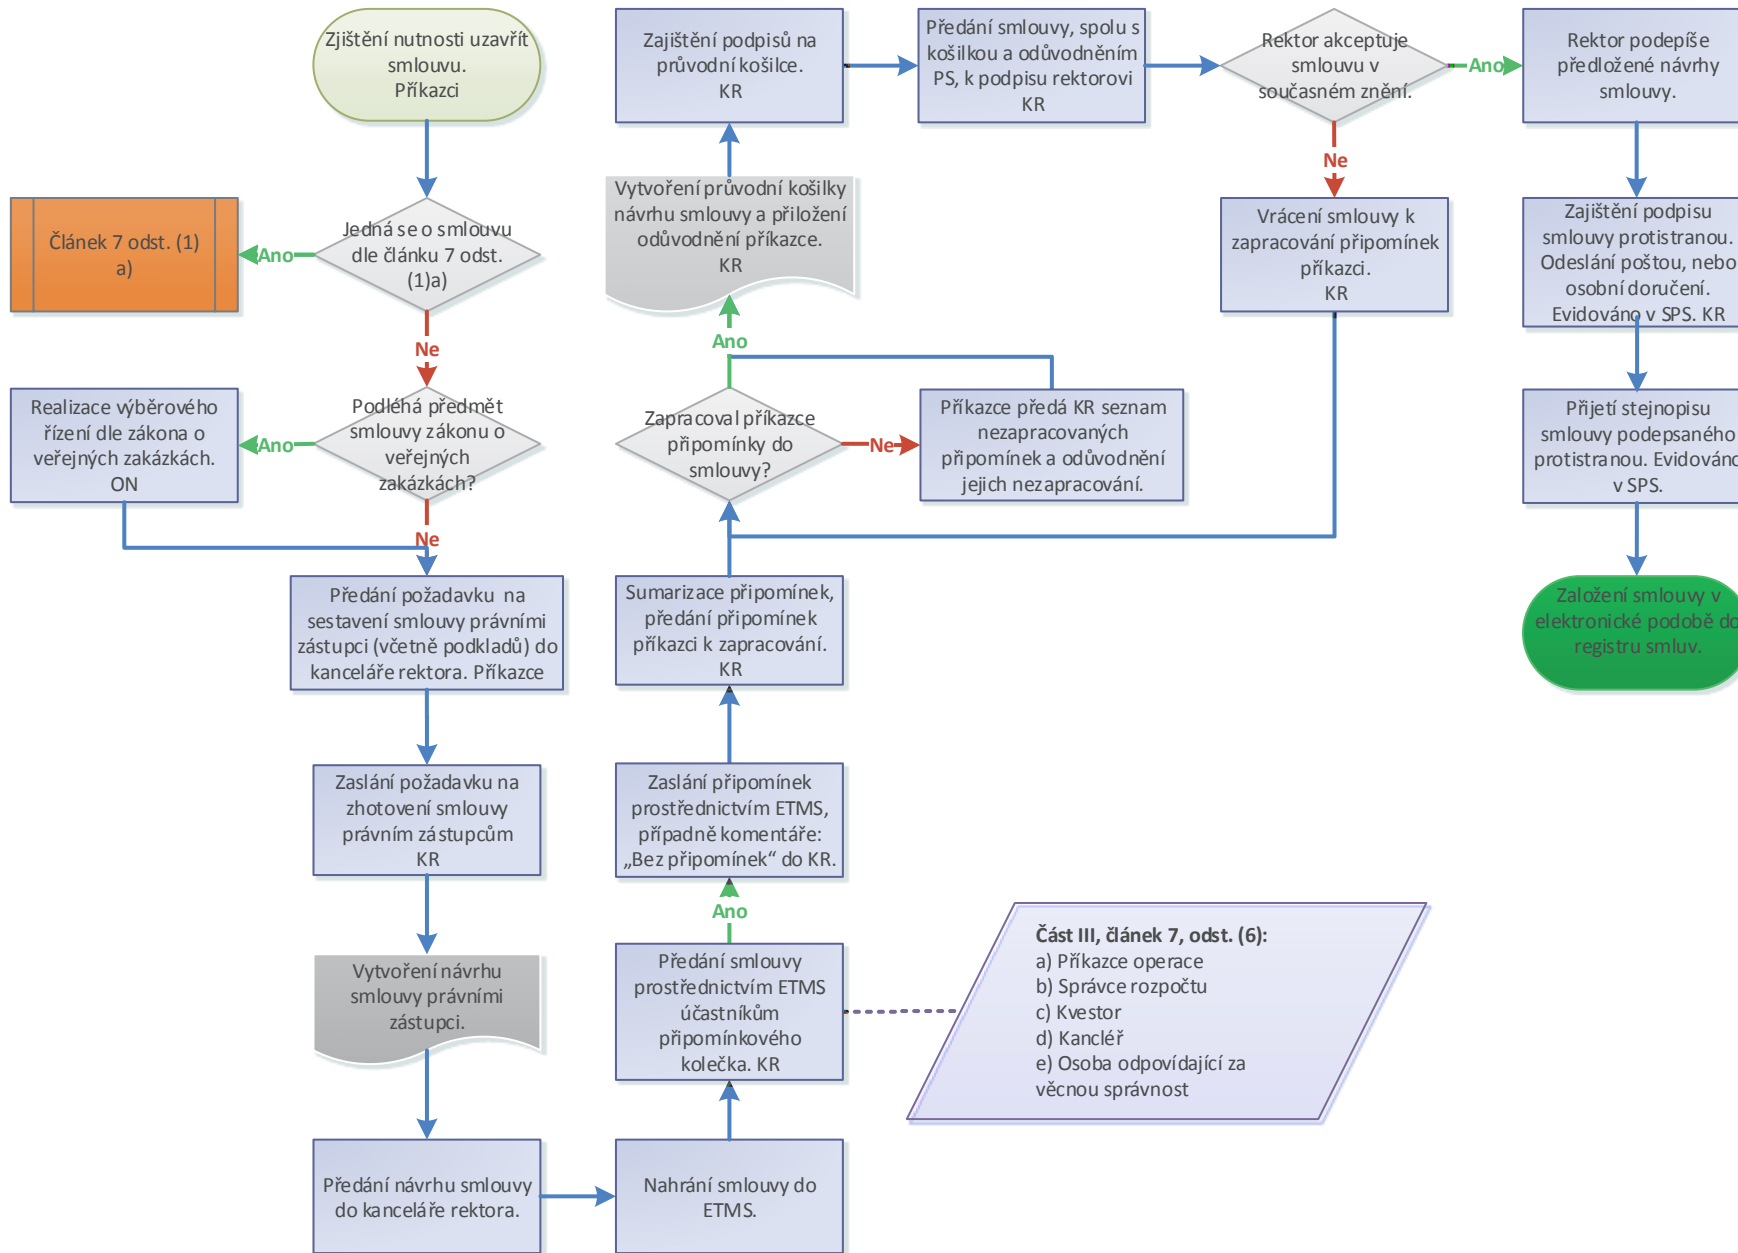 Zjištění nutnosti uzavřít
smlouvu.
Příkazci
Jedná se o smlouvu
dle článku 7 odst.
(1)a)
Ano
Článek 7 odst. (1)
a)
Ne
Podléhá předmět
smlouvy zákonu o
veřejných
zakázkách?
Ano
Realizace výběrového
řízení dle zákona o
veřejných zakázkách.
ON
Ne
Předání požadavku na
sestavení smlouvy právními
zástupci (včetně podkladů) do
kanceláře rektora. Příkazce
Zaslání požadavku na
zhotovení smlouvy
právním zástupcům
KR
Vytvoření návrhu
smlouvy právními
zástupci.
Předání návrhu smlouvy
do kanceláře rektora.
Nahrání smlouvy do
ETMS.
Předání smlouvy
prostřednictvím ETMS
účastníkům
připomínkového
kolečka. KR
Část III, článek 7, odst. (6):
a) Příkazce operace
b) Správce rozpočtu
c) Kvestor
d) Kancléř
e) Osoba odpovídající za
věcnou správnost
Ano
Zaslání připomínek
prostřednictvím ETMS,
případně komentáře:
„Bez připomínek“ do KR.
Sumarizace připomínek,
předání připomínek
příkazci k zapracování.
KR
Zapracoval příkazce
připomínky do
smlouvy?
Ne
Příkazce předá KR seznam
nezapracovaných
připomínek a odůvodnění
jejich nezapracování.
Ano
Vytvoření průvodní košilky
návrhu smlouvy a přiložení
odůvodnění příkazce.
KR
Zajištění podpisů na
průvodní košilce.
KR
Předání smlouvy, spolu s
košilkou a odůvodněním
PS, k podpisu rektorovi
KR
Rektor akceptuje
smlouvu v
současném znění.
Ne
Vrácení smlouvy k
zapracování připomínek
příkazci.
KR
Ano
Rektor podepíše
předložené návrhy
smlouvy.
Zajištění podpisu
smlouvy protistranou.
Odeslání poštou, nebo
osobní doručení.
Evidováno v SPS. KR
Přijetí stejnopisu
smlouvy podepsaného
protistranou. Evidováno
v SPS.
Založení smlouvy v
elektronické podobě do
registru smluv.